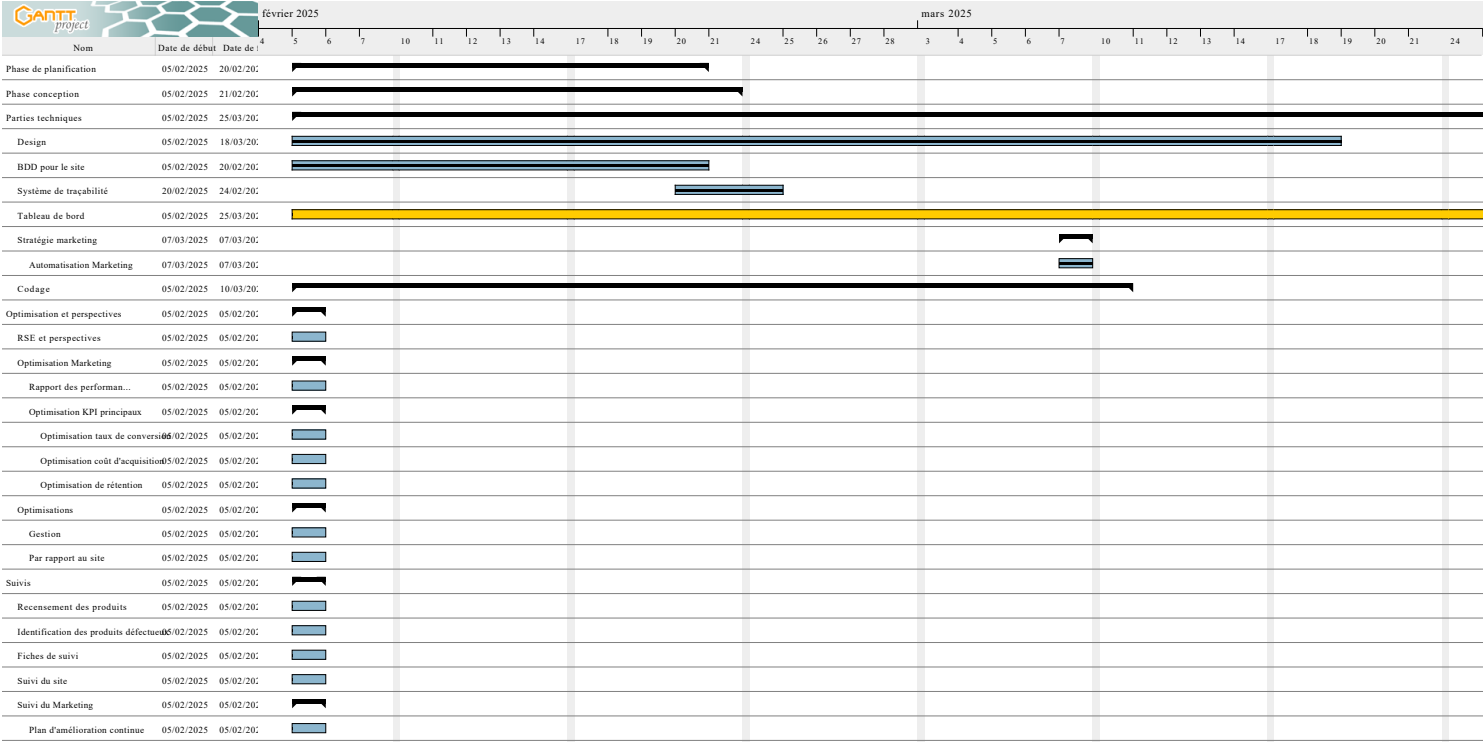 GANTT
project
février 2025 mars 2025
Nom Date de début Date de
4 5 6 7 10 11 12 13 14 17 18 19 20 21 24 25 26 27 28 3 4 5 6 7 10 11 12 13 14 17 18 19 20 21 24
Phase de planification 05/02/2025 20/02/202
Phase conception 05/02/2025 21/02/202
Parties techniques 05/02/2025 25/03/202
Design 05/02/2025 18/03/202
BDD pour le site 05/02/2025 20/02/202
Système de traçabilité 20/02/2025 24/02/202
Tableau de bord 05/02/2025 25/03/202
Stratégie marketing 07/03/2025 07/03/202
Automatisation Marketing 07/03/2025 07/03/202
Codage 05/02/2025 10/03/202
Optimisation et perspectives 05/02/2025 05/02/202
RSE et perspectives 05/02/2025 05/02/202
Optimisation Marketing 05/02/2025 05/02/202
Rapport des performan... 05/02/2025 05/02/202
Optimisation KPI principaux 05/02/2025 05/02/202
Optimisation taux de conversion 05/02/2025 05/02/202
Optimisation coût d'acquisition 05/02/2025 05/02/202
Optimisation de rétention 05/02/2025 05/02/202
Optimisations 05/02/2025 05/02/202
Gestion 05/02/2025 05/02/202
Par rapport au site 05/02/2025 05/02/202
Suivis 05/02/2025 05/02/202
Recensement des produits 05/02/2025 05/02/202
Identification des produits défectueux 05/02/2025 05/02/202
Fiches de suivi 05/02/2025 05/02/202
Suivi du site 05/02/2025 05/02/202
Suivi du Marketing 05/02/2025 05/02/202
Plan d'amélioration continue 05/02/2025 05/02/202